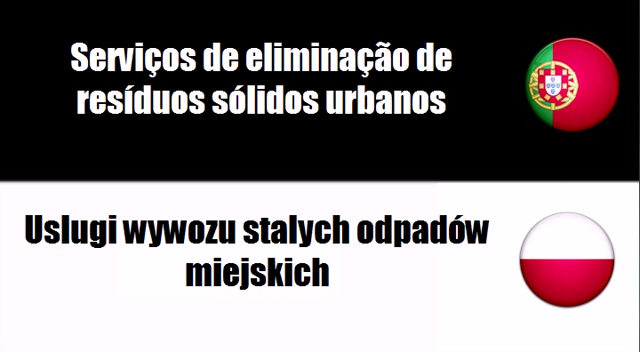 Serviços de eliminação de
resíduos sólidos urbanos
Uslugi wywozu stalych odpadów
miejskich